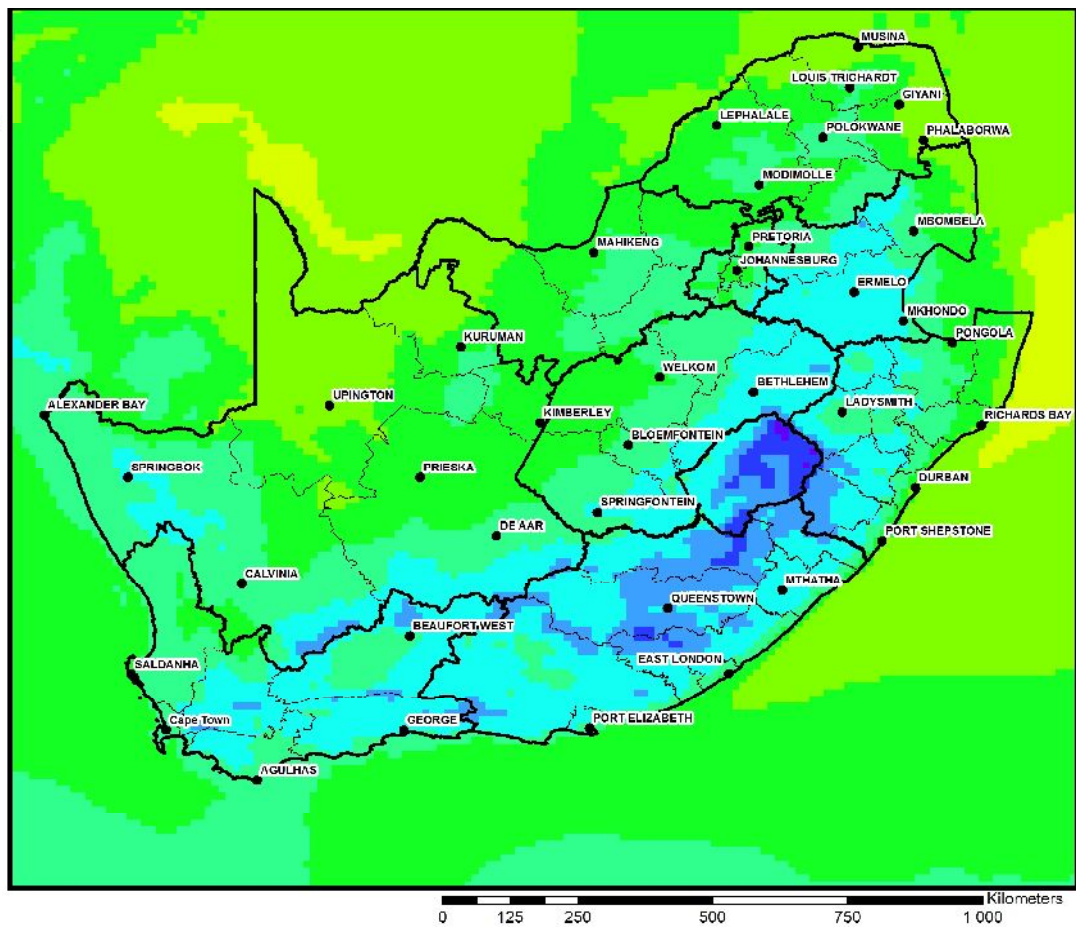 MUSINA
LOUIS TRICHARDT
GIYANI
LEPHALALE
POLOKWANE
PHALABORWA
MODIMOLLE
MBOMBELA
PRETORIA
MAHIKENG
JOHANNESBURG
ERMELO
MKHONDO
KURUMAN
PONGOLA
WELKOM
BETHLEHEM
UPINGTON
ALEXANDER BAY
KIMBERLEY
LADYSMITH
RICHARDS BAY
BLOEMFONTEIN
SPRINGBOK
PRIESKA
DURBAN
SPRINGFONTEIN
DE AAR
PORT SHEPSTONE
CALVINIA
MTHATHA
QUEENSTOWN
BEAUFORT WEST
SALDANHA
EAST LONDON
Cape Town
GEORGE
PORT ELIZABETH
AGULHAS
Kilometers
0 125 250 500 750 1 000